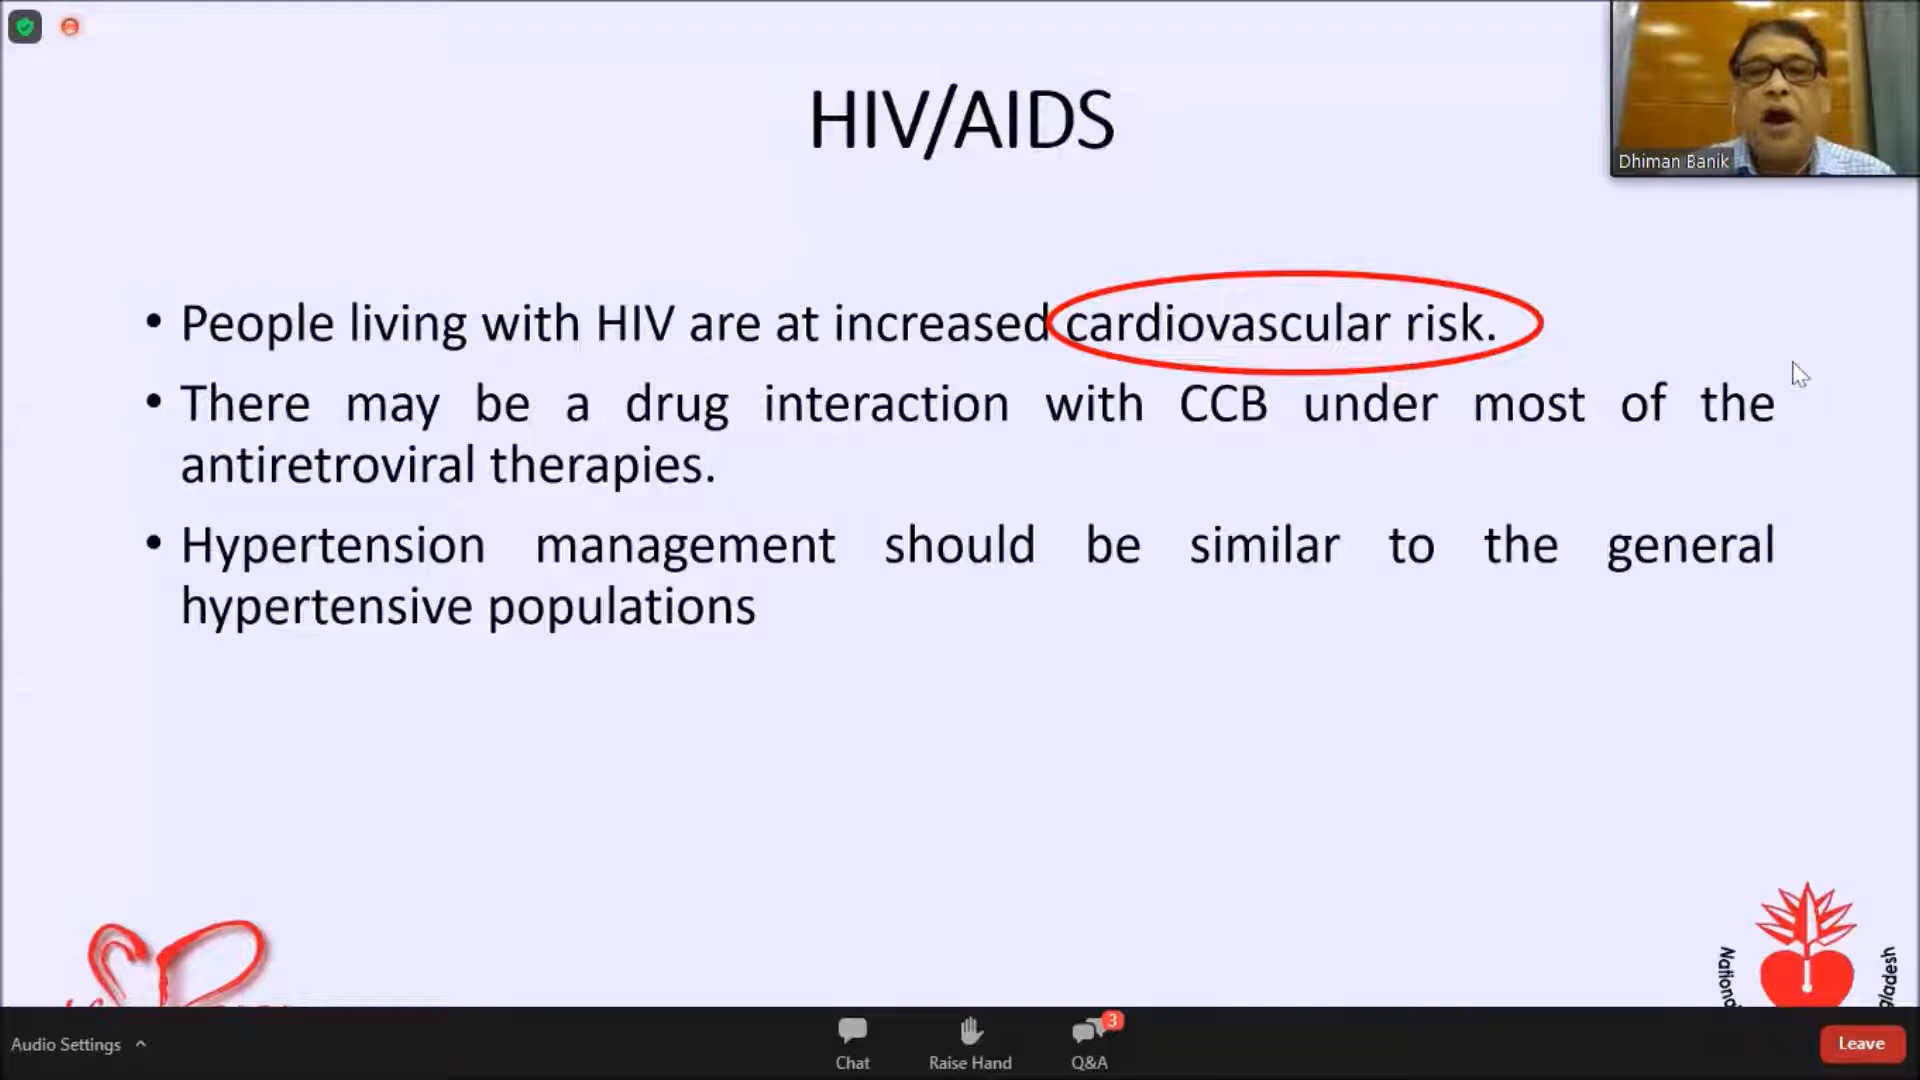 HIV/AIDS
Dhiman Banik
• People living with HIV are at increased cardiovascular risk.
• There may be a drug interaction with CCB under most of the
antiretroviral therapies.
• Hypertension management should be similar to the general
hypertensive populations
Audio Settings
Chat
Raise Hand
3
Q&A
Leave